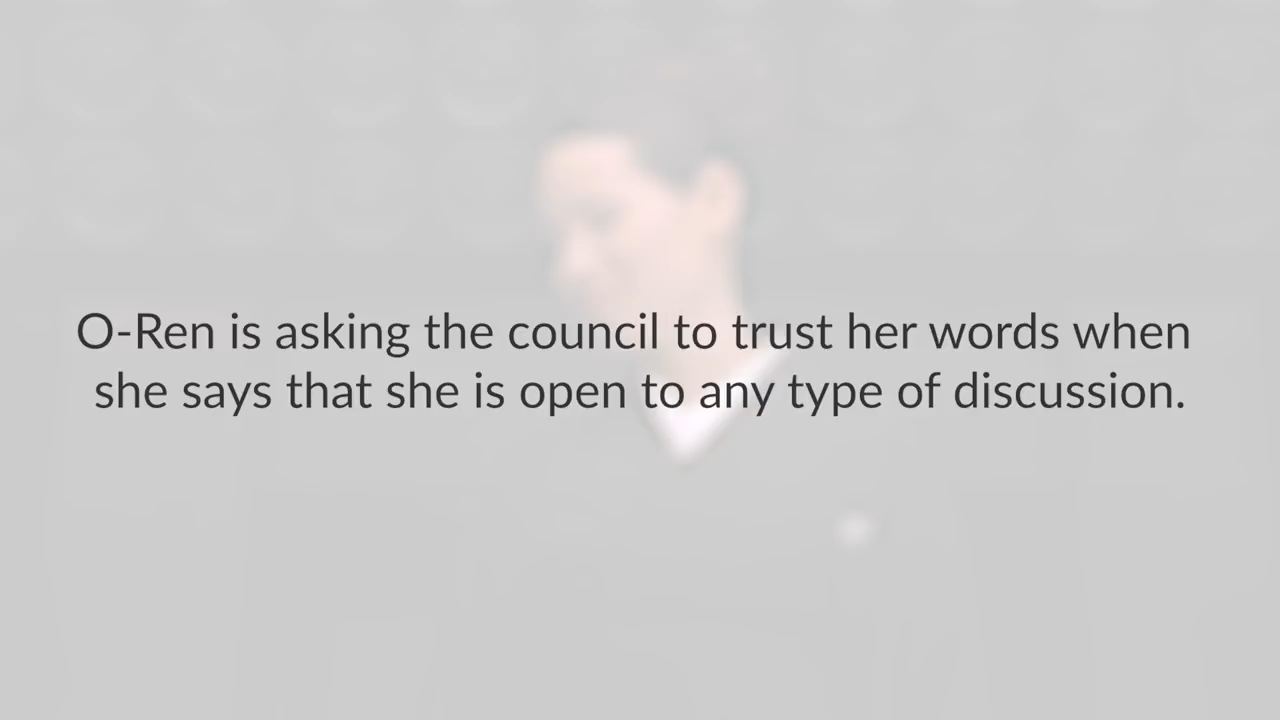 O-Ren is asking the council to trust her words when
she says that she is open to any type of discussion.